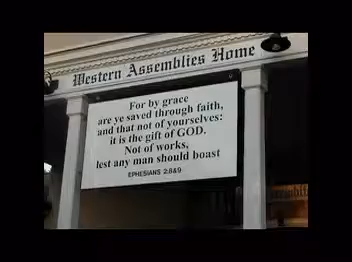 Western Assemblies Home
For by grace
are ye saved through faith,
and that not of yourselves:
it is the gift of GOD.
Not of works,
lest any man should boast
EPHESIANS 2:8&9